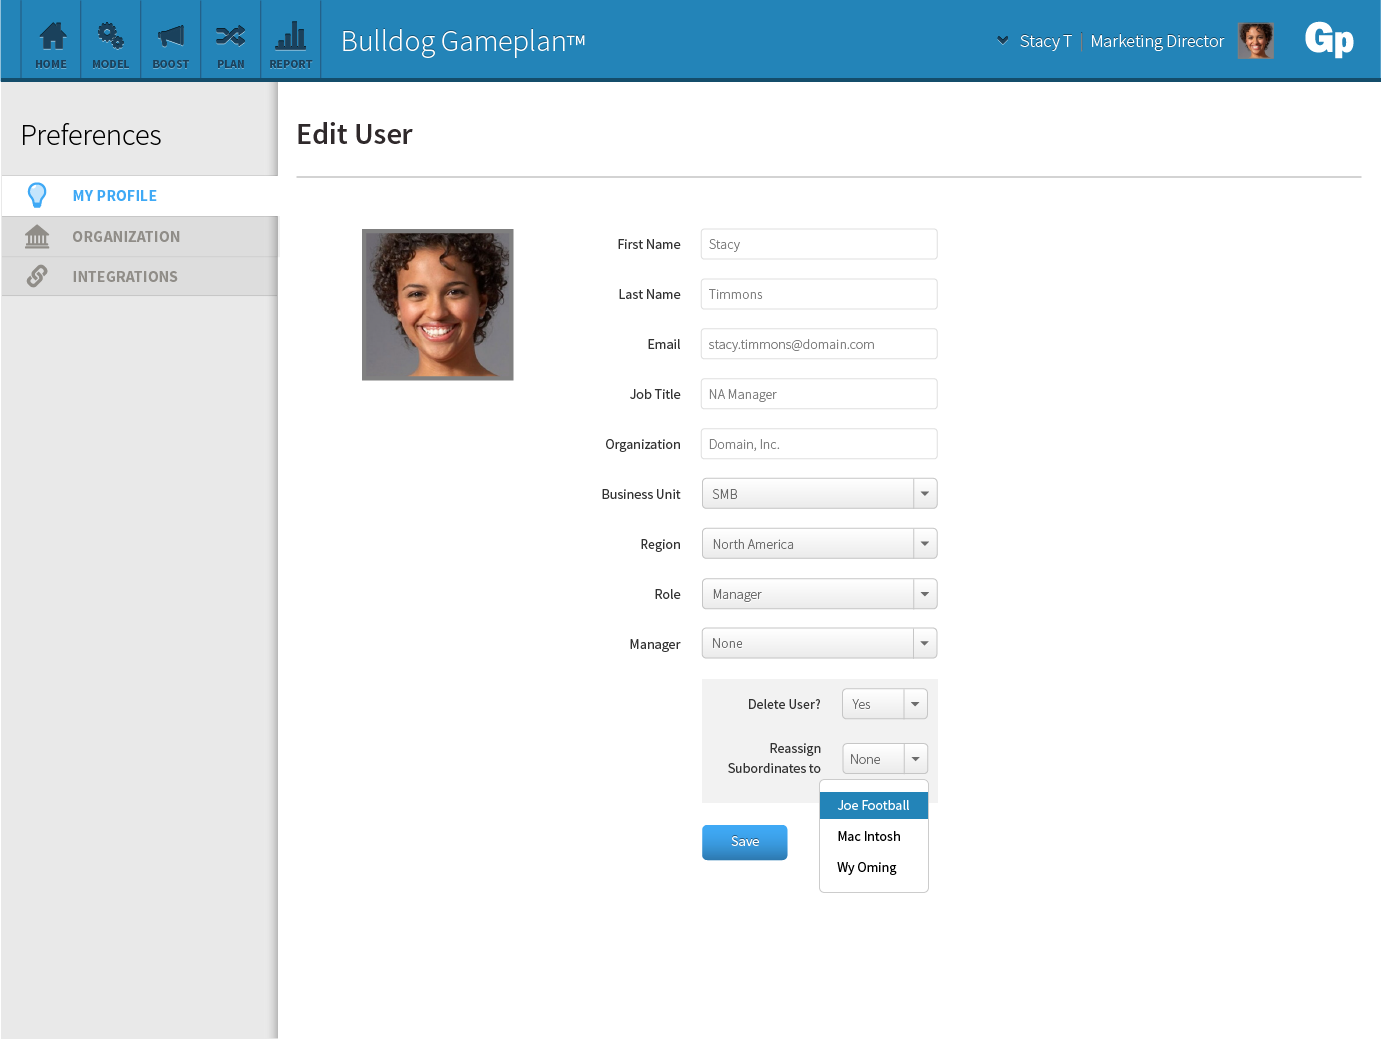 HOME
MODEL
BOOST
PLAN
REPORT
Bulldog Gameplan™
Stacy T
Marketing Director
Gp
Preferences
MY PROFILE
ORGANIZATION
INTEGRATIONS
Edit User
First Name
Stacy
Last Name
Timmons
Email
stacy.timmons@domain.com
Job Title
NA Manager
Organization
Domain, Inc.
Business Unit
SMB
Region
North America
Role
Manager
Manager
None
Delete User?
Yes
Reassign
Subordinates to
None
Joe Football
Mac Intosh
Wy Oming
Save